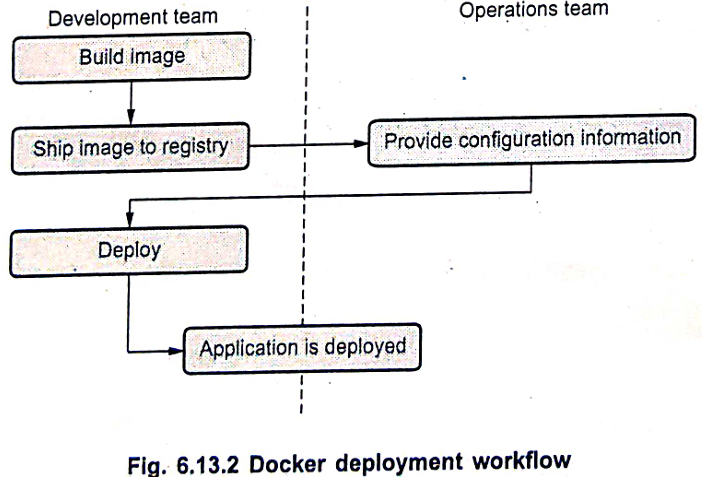 Development team
Operations team
Build image
Ship image to registry
Provide configuration information
Deploy
Application is deployed
Fig. 6.13.2 Docker deployment workflow